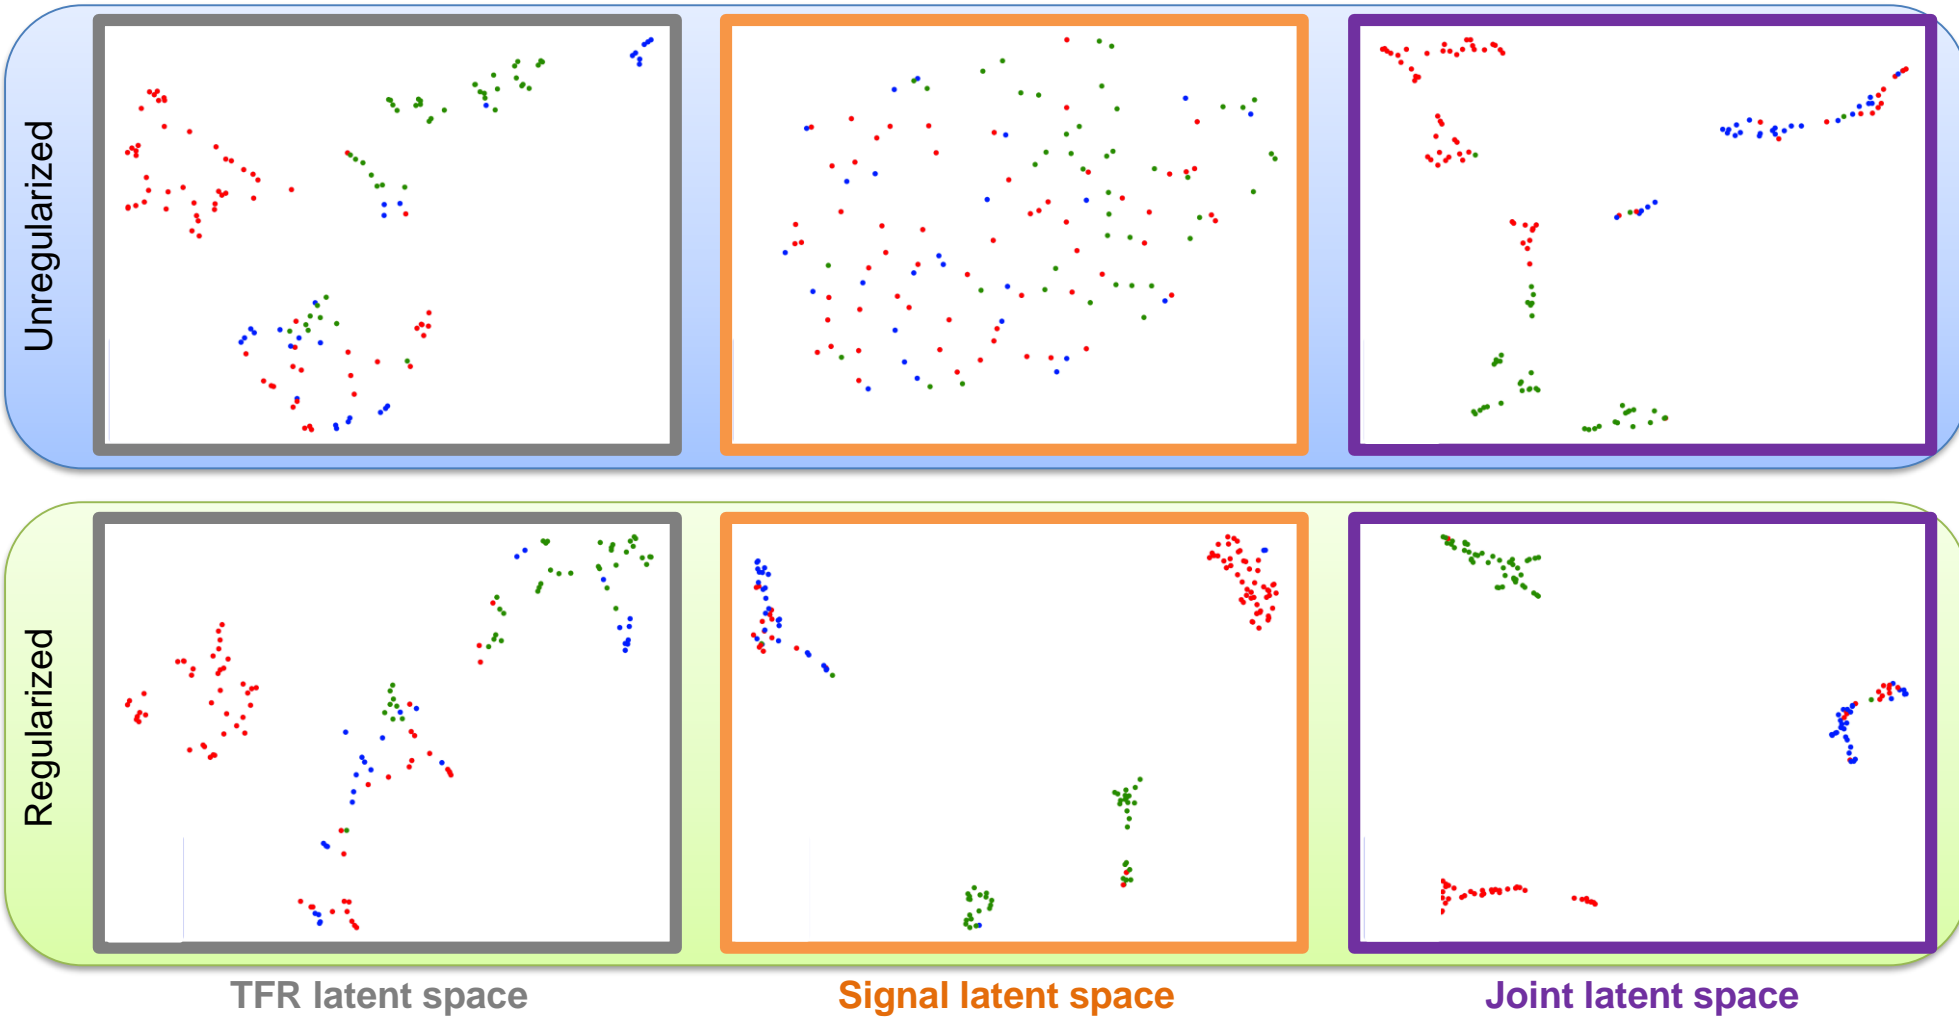 Unregularized
Regularized
TFR latent space
Signal latent space
Joint latent space